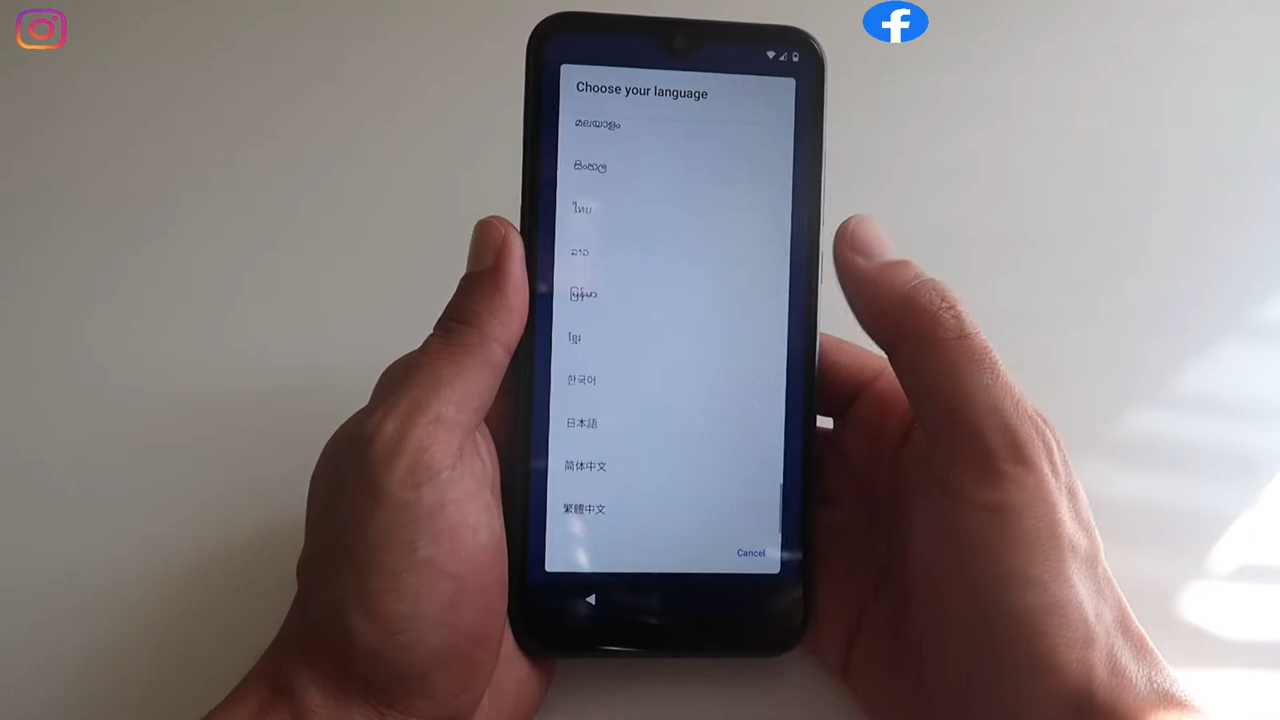 Choose your language
മലയാളം
සිංහල
ไทย
ລາວ
မြန်မာ
ខ្មែរ
한국어
日本語
简体中文
繁體中文
Cancel